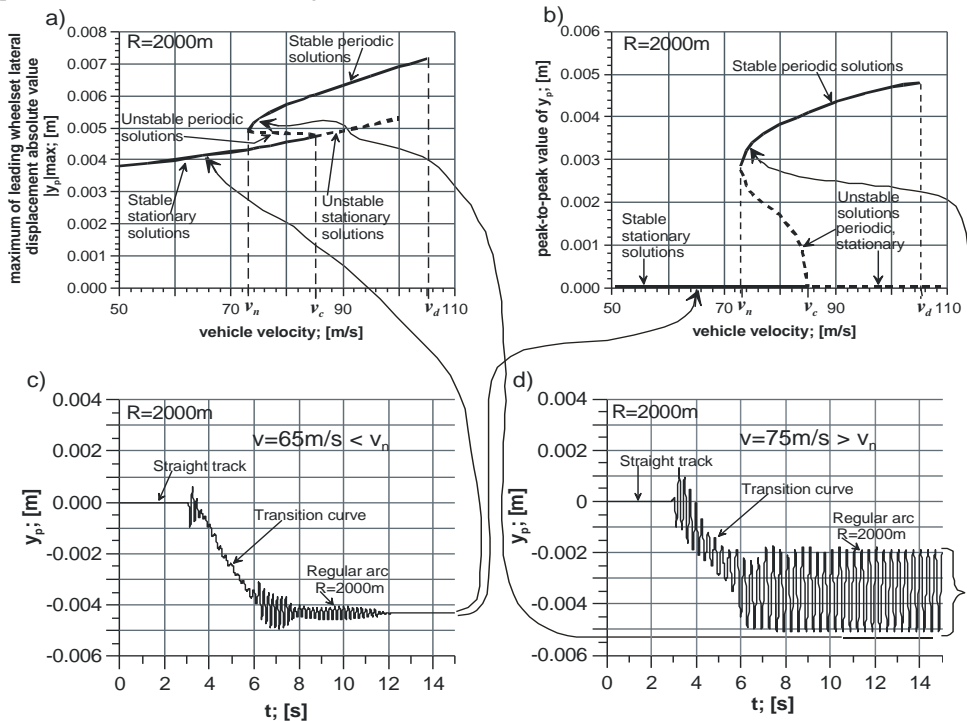 a)
R=2000m
maximum of leading wheelset lateral
displacement absolute value
|yp|max; [m]
0.008
0.007
0.006
0.005
0.004
0.003
0.002
0.001
0.000
Stable periodic
solutions
Unstable periodic
solutions
Stable
stationary
solutions
Unstable
stationary
solutions
50 70 vn vc 90 vd 110
vehicle velocity; [m/s]
b)
R=2000m
peak-to-peak value of yp; [m]
0.006
0.005
0.004
0.003
0.002
0.001
0.000
Stable periodic solutions
Stable
stationary
solutions
Unstable
solutions
periodic,
stationary
50 70 vn vc 90 vd 110
vehicle velocity; [m/s]
c)
R=2000m
v=65m/s < vn
yp; [m]
0.004
0.002
0.000
-0.002
-0.004
-0.006
Straight track
Transition curve
Regular arc
R=2000m
0 2 4 6 8 10 12 14
t; [s]
d)
R=2000m
v=75m/s > vn
yp; [m]
0.004
0.002
0
-0.002
-0.004
-0.006
Straight track
Transition curve
Regular arc
R=2000m
0 2 4 6 8 10 12 14
t; [s]